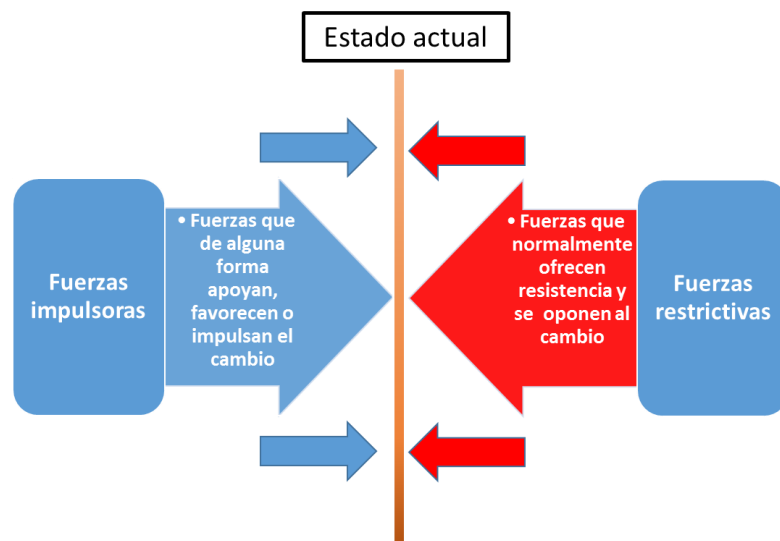 Estado actual
Fuerzas
impulsoras
• Fuerzas que
de alguna
forma
apoyan,
favorecen o
impulsan el
cambio
• Fuerzas que
normalmente
ofrecen
resistencia y
se oponen al
cambio
Fuerzas
restrictivas